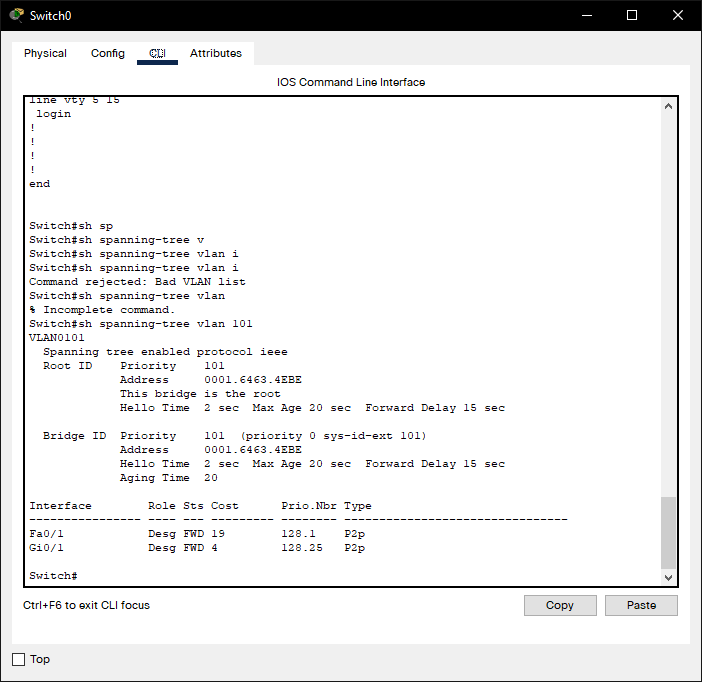 Switch0
Physical Config CLI Attributes
IOS Command Line Interface
line vty 5 15
 login
!
!
!
!
end
Switch#sh sp
Switch#sh spanning-tree v
Switch#sh spanning-tree vlan i
Switch#sh spanning-tree vlan i
Command rejected: Bad VLAN list
Switch#sh spanning-tree vlan
% Incomplete command.
Switch#sh spanning-tree vlan 101
VLAN0101
  Spanning tree enabled protocol ieee
  Root ID    Priority    101
             Address     0001.6463.4EBE
             This bridge is the root
             Hello Time  2 sec  Max Age 20 sec  Forward Delay 15 sec
  Bridge ID  Priority    101  (priority 0 sys-id-ext 101)
             Address     0001.6463.4EBE
             Hello Time  2 sec  Max Age 20 sec  Forward Delay 15 sec
             Aging Time  20
Interface        Role Sts Cost      Prio.Nbr Type
---------------- ---- --- --------- -------- --------------------------------
Fa0/1            Desg FWD 19        128.1    P2p
Gi0/1            Desg FWD 4         128.25   P2p
Switch#
Ctrl+F6 to exit CLI focus
Copy Paste
Top